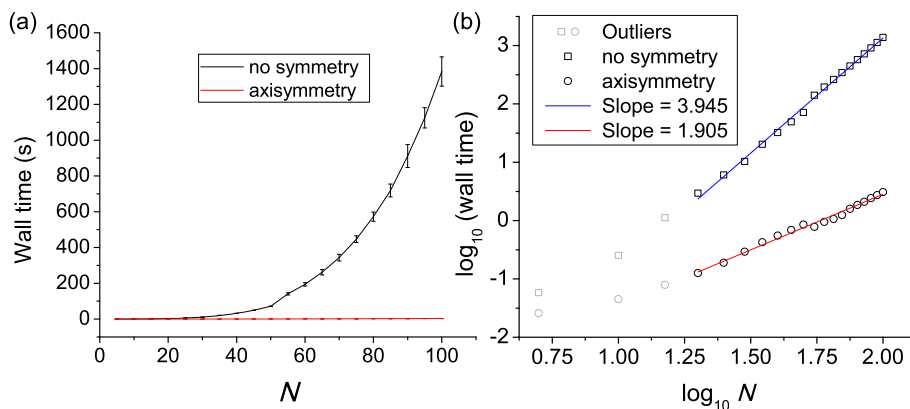 (a)
1600
1400
1200
1000
800
600
400
200
0
Wall time (s)
no symmetry
axisymmetry
0 20 40 60 80 100
N
(b)
3
2
1
0
-1
-2
log10 (wall time)
Outliers
no symmetry
axisymmetry
Slope = 3.945
Slope = 1.905
0.75 1.00 1.25 1.50 1.75 2.00
log10 N